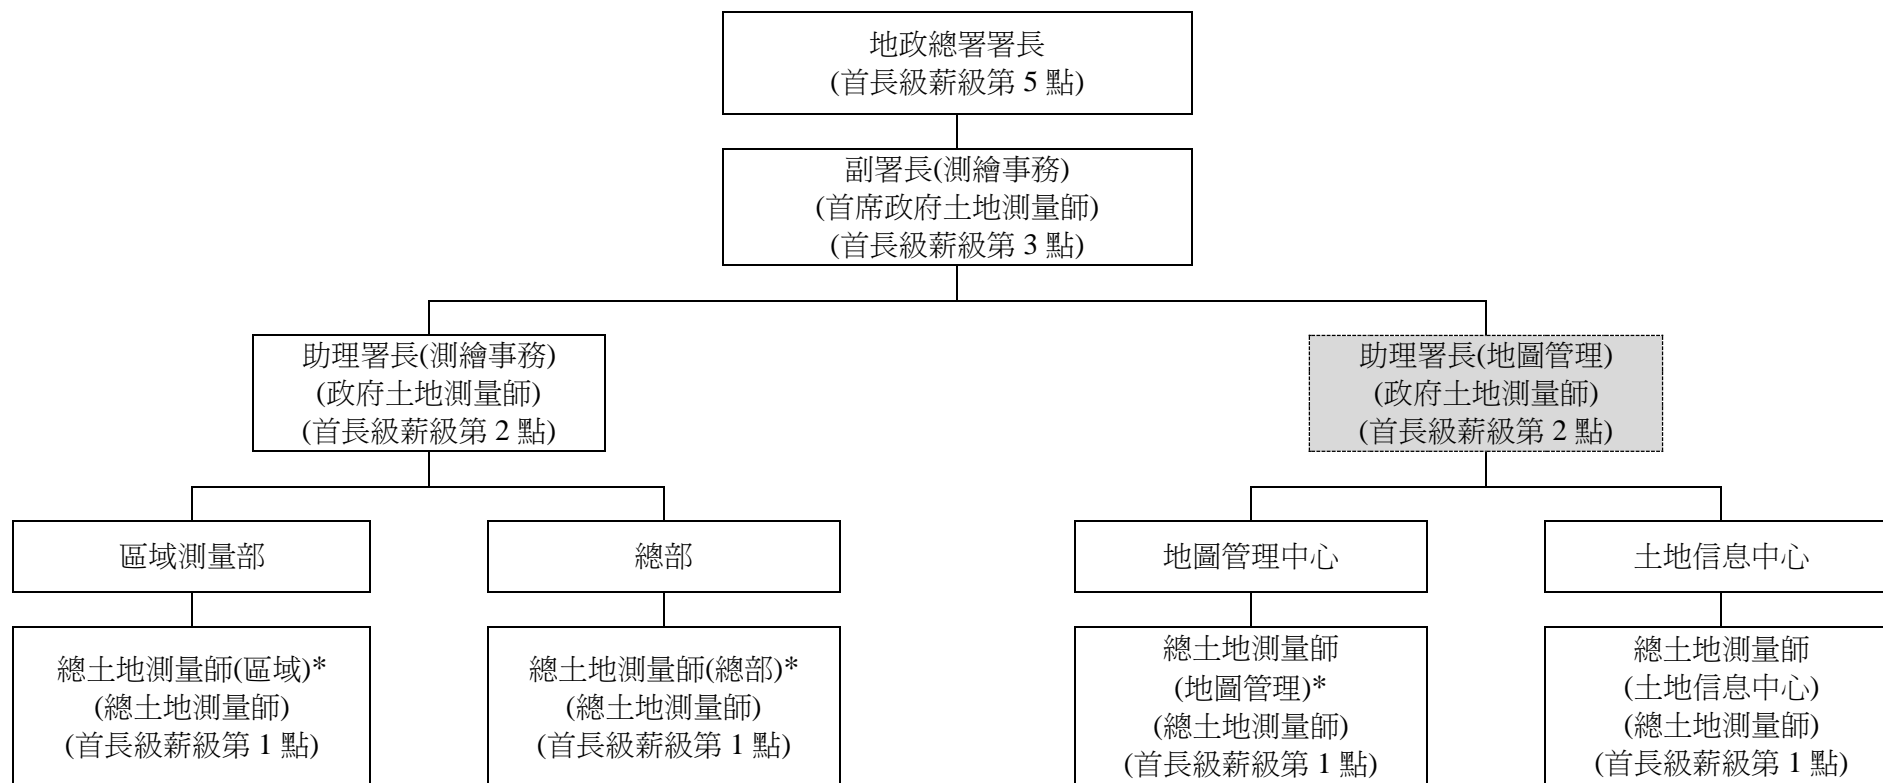 地政總署署長
(首長級薪級第 5 點)
副署長(測繪事務)
(首席政府土地測量師)
(首長級薪級第 3 點)
助理署長(測繪事務)
(政府土地測量師)
(首長級薪級第 2 點)
助理署長(地圖管理)
(政府土地測量師)
(首長級薪級第 2 點)
區域測量部
總部
地圖管理中心
土地信息中心
總土地測量師(區域)*
(總土地測量師)
(首長級薪級第 1 點)
總土地測量師(總部)*
(總土地測量師)
(首長級薪級第 1 點)
總土地測量師
(地圖管理)*
(總土地測量師)
(首長級薪級第 1 點)
總土地測量師
(土地信息中心)
(總土地測量師)
(首長級薪級第 1 點)